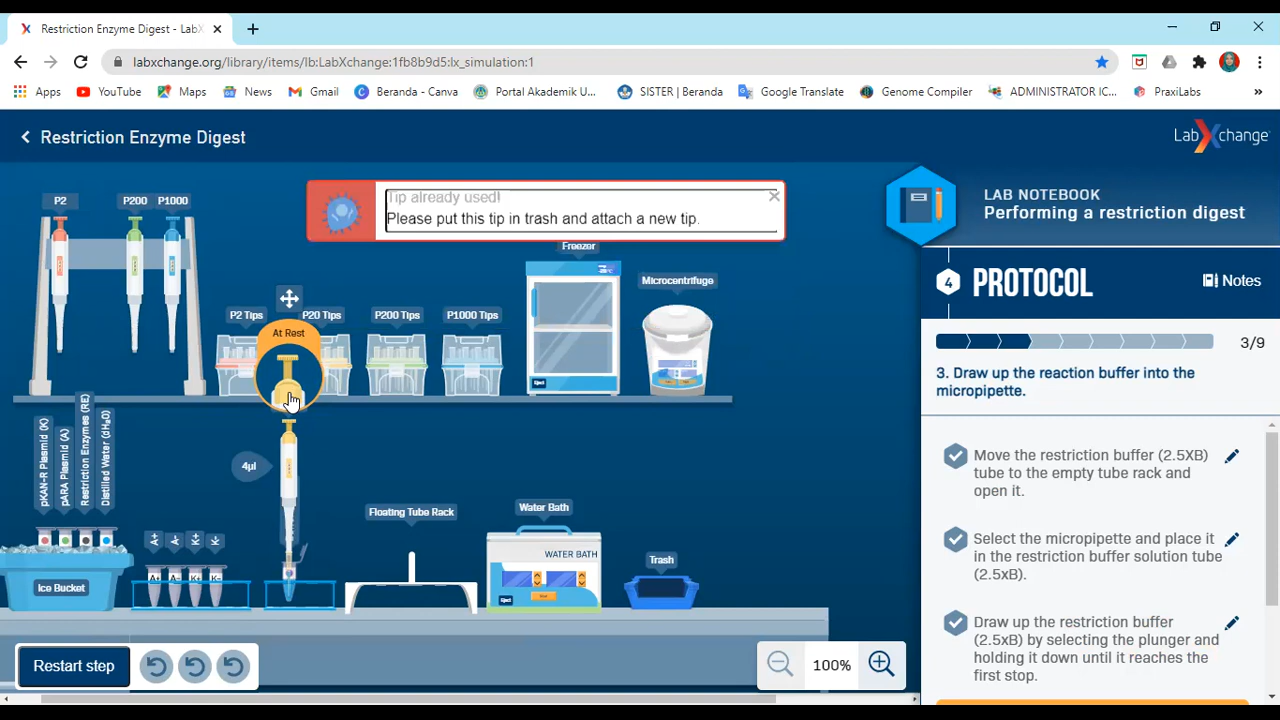 Restriction Enzyme Digest - LabX
labxchange.org/library/items/lb:LabXchange:1fb8b9d5:lx_simulation:1
Apps YouTube Maps News Gmail Beranda - Canva Portal Akademik U... SISTER | Beranda Google Translate Genome Compiler ADMINISTRATOR IC... PraxiLabs »
Restriction Enzyme Digest
LabXchange
P2 P200 P1000
Tip already used!
Please put this tip in trash and attach a new tip.
LAB NOTEBOOK
Performing a restriction digest
Freezer
Microcentrifuge
4 PROTOCOL
Notes
P2 Tips P20 Tips P200 Tips P1000 Tips
At Rest
3/9
3. Draw up the reaction buffer into the
micropipette.
Eject
pKAN-R Plasmid (K)
pARA Plasmid (A)
Restriction Enzymes (RE)
Distilled Water (dH₂0)
4µl
Move the restriction buffer (2.5XB)
tube to the empty tube rack and
open it.
Floating Tube Rack
Water Bath
WATER BATH
Trash
Select the micropipette and place it
in the restriction buffer solution tube
(2.5xB).
A+ A- K+ K-
A+ A- K+ K-
Ice Bucket
Eject
Draw up the restriction buffer
(2.5xB) by selecting the plunger and
holding it down until it reaches the
first stop.
Restart step
100%